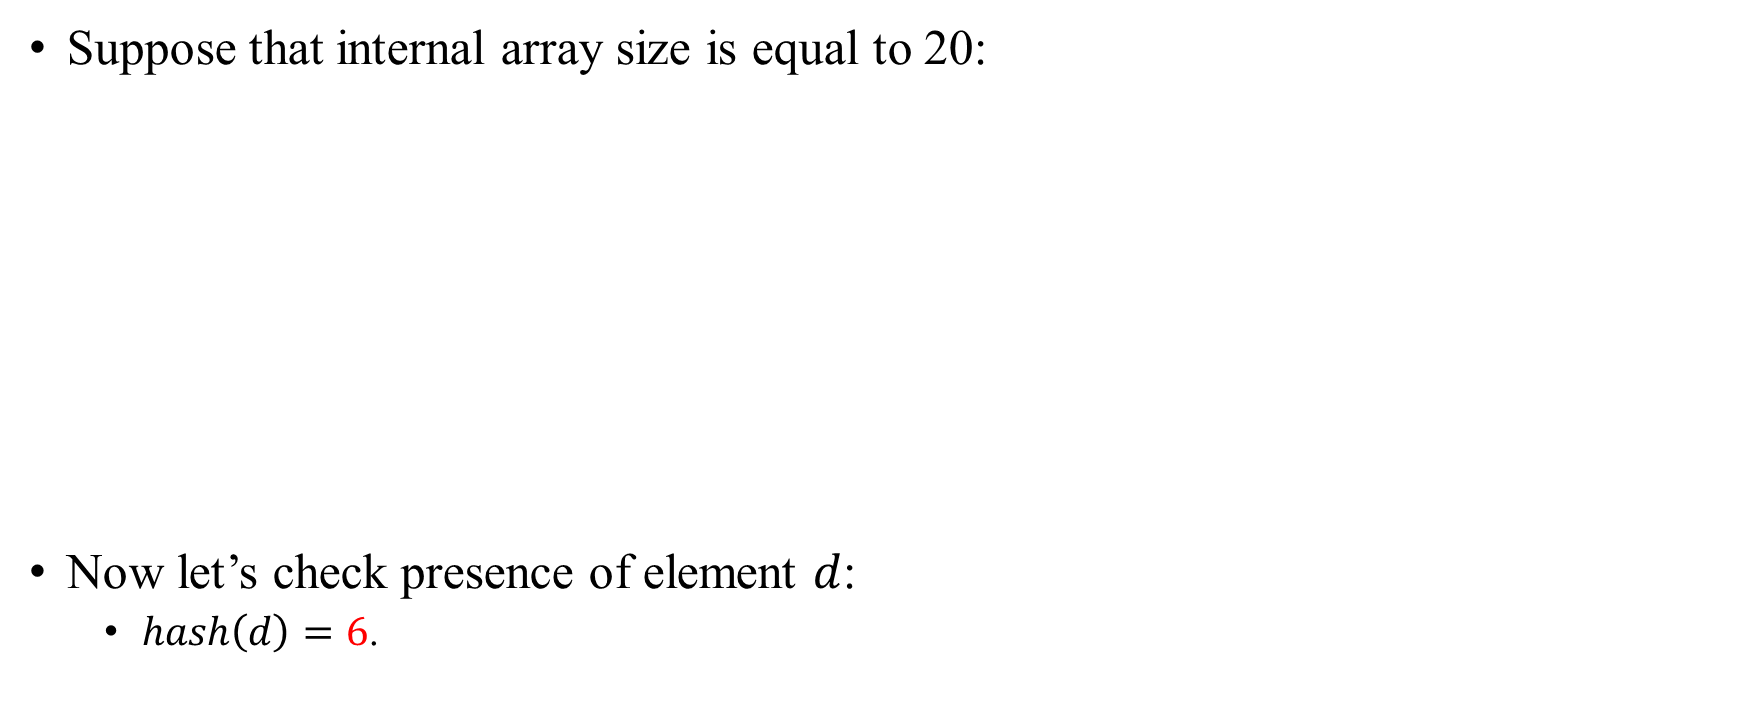 • Suppose that internal array size is equal to 20:
• Now let’s check presence of element d:
• hash(d) = 6.